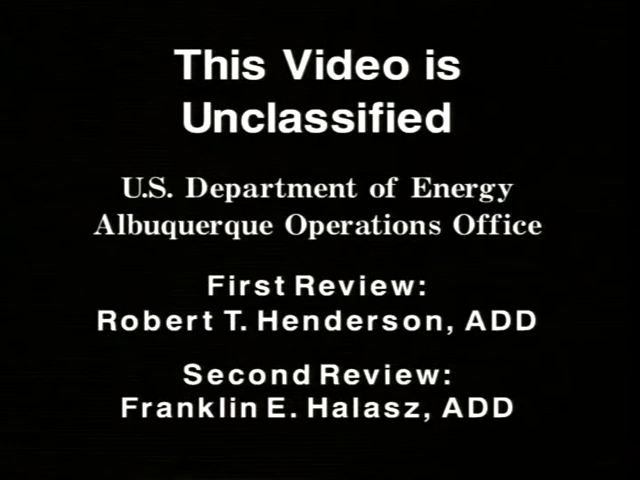 This Video is
Unclassified
U.S. Department of Energy
Albuquerque Operations Office
First Review:
Robert T. Henderson, ADD
Second Review:
Franklin E. Halasz, ADD